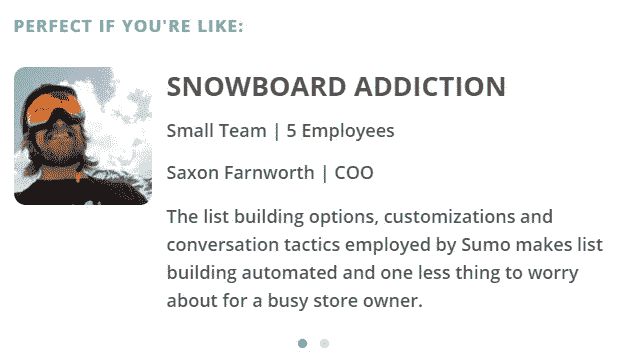 PERFECT IF YOU'RE LIKE:
SNOWBOARD ADDICTION
Small Team | 5 Employees
Saxon Farnworth | COO
The list building options, customizations and
conversation tactics employed by Sumo makes list
building automated and one less thing to worry
about for a busy store owner.